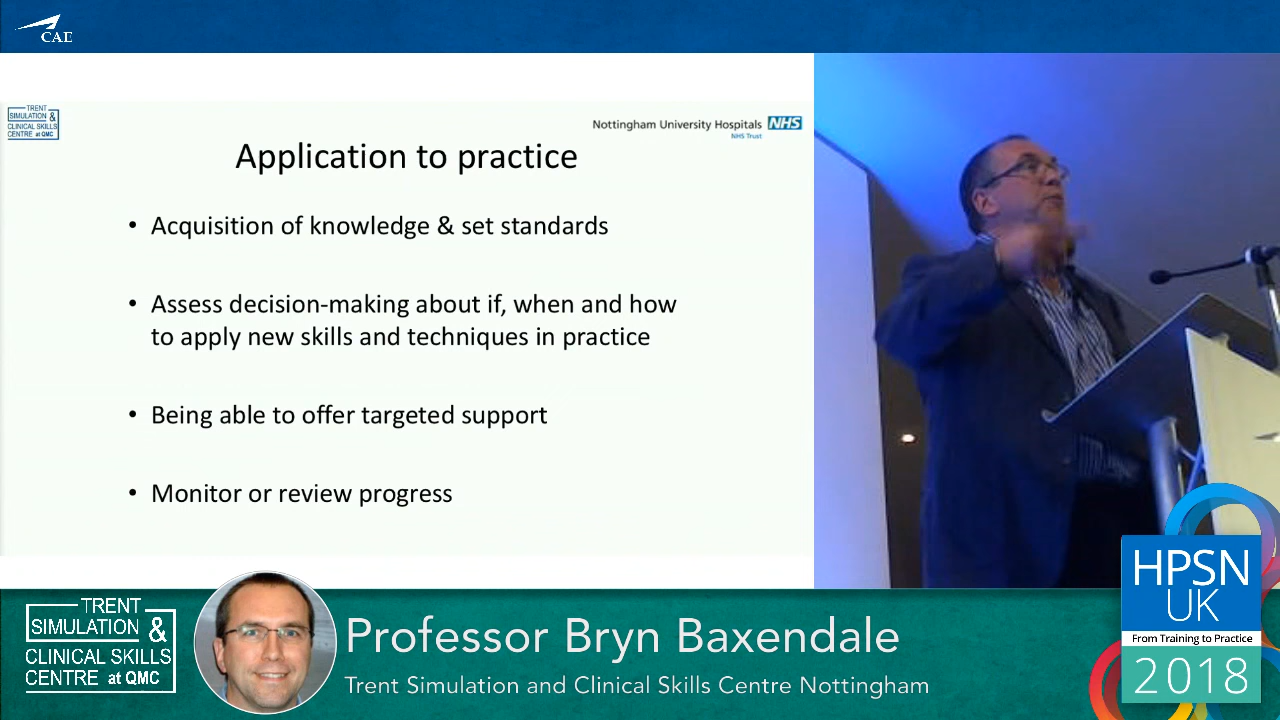 CAE
TRENT
SIMULATION &
CLINICAL SKILLS
CENTRE at QMC
Nottingham University Hospitals NHS
NHS Trust
Application to practice
• Acquisition of knowledge & set standards
• Assess decision-making about if, when and how
to apply new skills and techniques in practice
• Being able to offer targeted support
• Monitor or review progress
TRENT
SIMULATION &
CLINICAL SKILLS
CENTRE at QMC
Professor Bryn Baxendale
Trent Simulation and Clinical Skills Centre Nottingham
HPSN
UK
From Training to Practice
2018